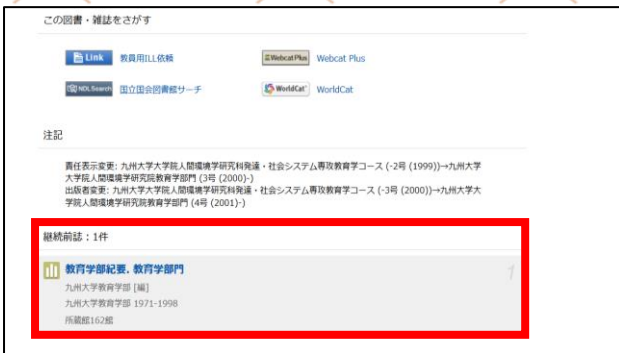 この図書・雑誌をさがす
Link 教員用ILL依頼 WebcatPlus Webcat Plus
NDL Search 国立国会図書館サーチ WorldCat WorldCat
注記
責任表示変更: 九州大学大学院人間環境学研究科発達・社会システム専攻教育学コース (-2号 (1999))→九州大学
大学院人間環境学研究院教育学部門 (3号 (2000)-)
出版者変更: 九州大学大学院人間環境学研究科発達・社会システム専攻教育学コース (-3号 (2000))→九州大学大
学院人間環境学研究院教育学部門 (4号 (2001)-)
継続前誌：1件
教育学部紀要. 教育学部門 1
九州大学教育学部 [編]
九州大学教育学部 1971-1998
所蔵館162館